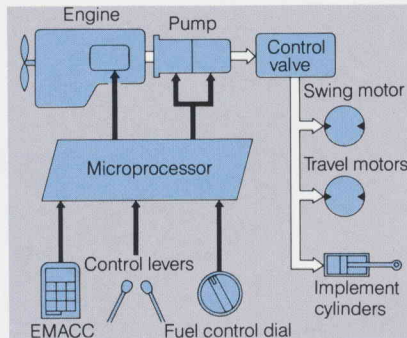 Engine
Pump
Control
valve
Swing motor
Travel motors
Microprocessor
Control levers
Implement
cylinders
EMACC
Fuel control dial